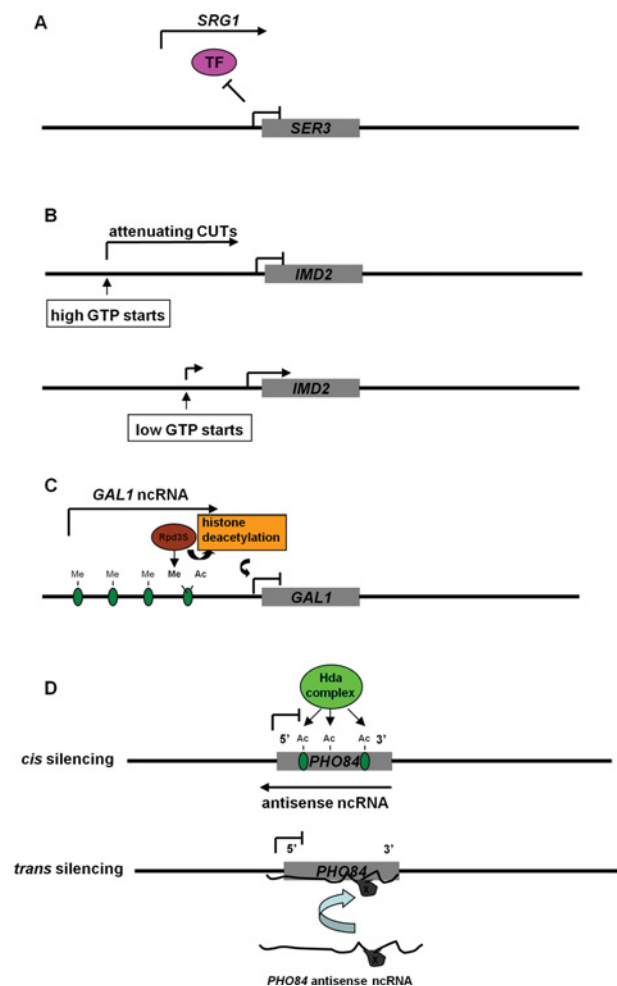 A
SRG1
TF
SER3
B
attenuating CUTs
IMD2
high GTP starts
IMD2
low GTP starts
C
GAL1 ncRNA
Rpd3S
histone
deacetylation
Me Me Me Me Ac
GAL1
D
Hda
complex
5' Ac Ac Ac 3'
cis silencing
PHO84
antisense ncRNA
5' 3'
trans silencing
PHO84
X
X
PHO84 antisense ncRNA